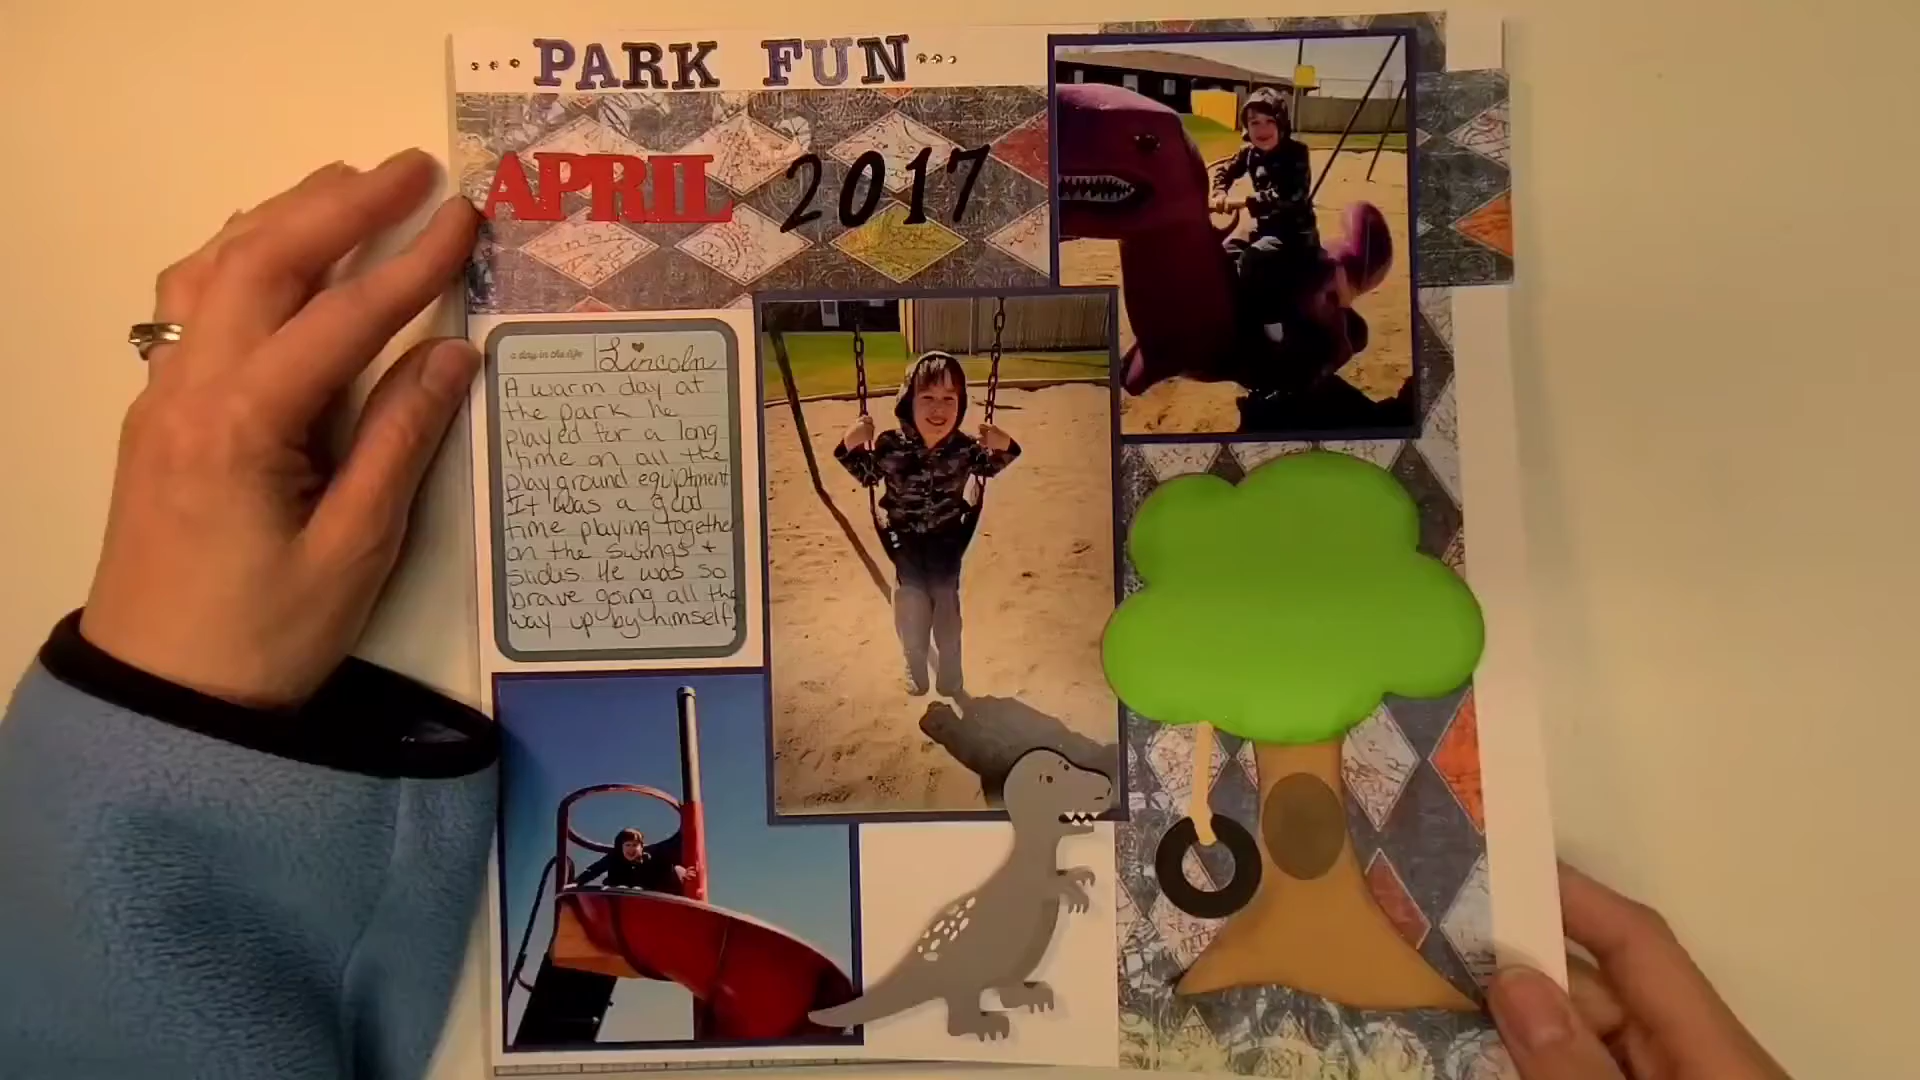 ... PARK FUN ...
APRIL 2017
a day in the life Lincoln
A warm day at
the park he
played for a long
time on all the
playground equiptment
It was a good
time playing together
on the swings +
slides. He was so
brave going all the
way up by himself!